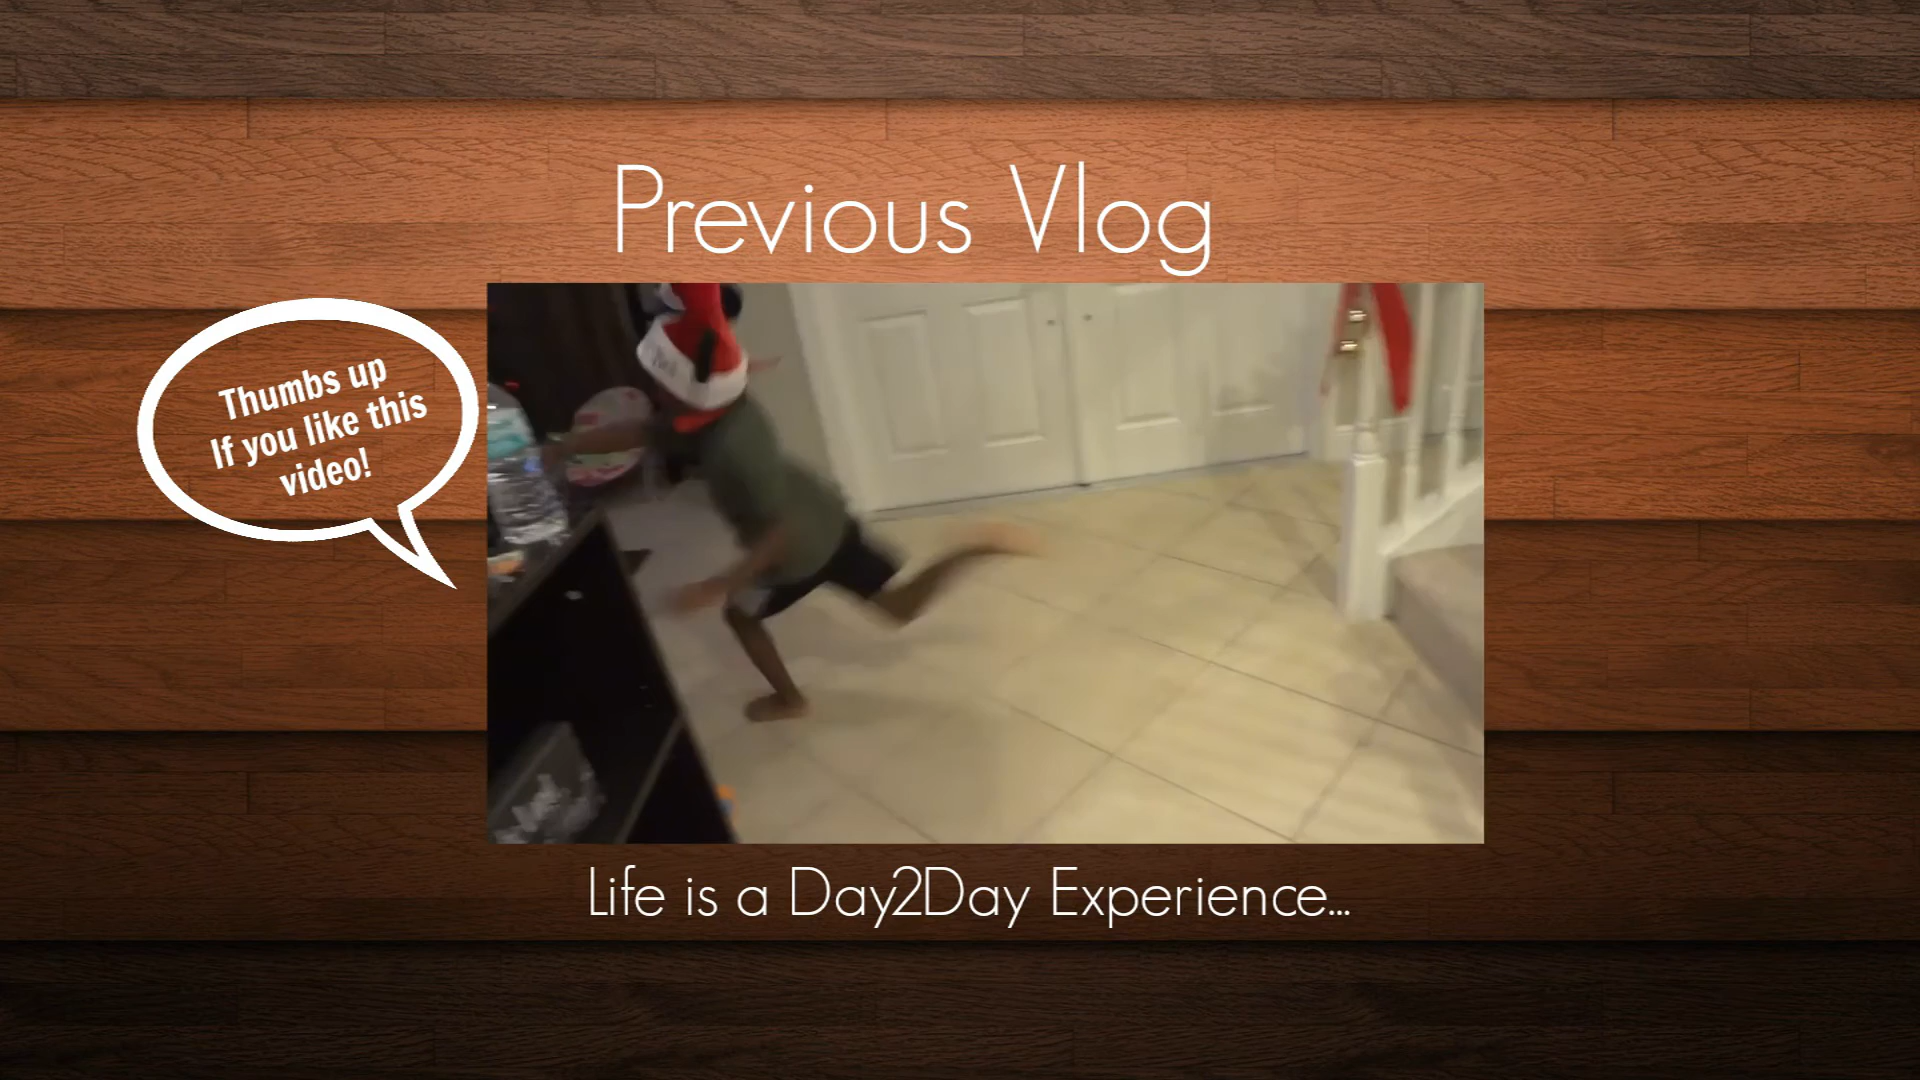 Previous Vlog
Thumbs up
If you like this
video!
Life is a Day2Day Experience...